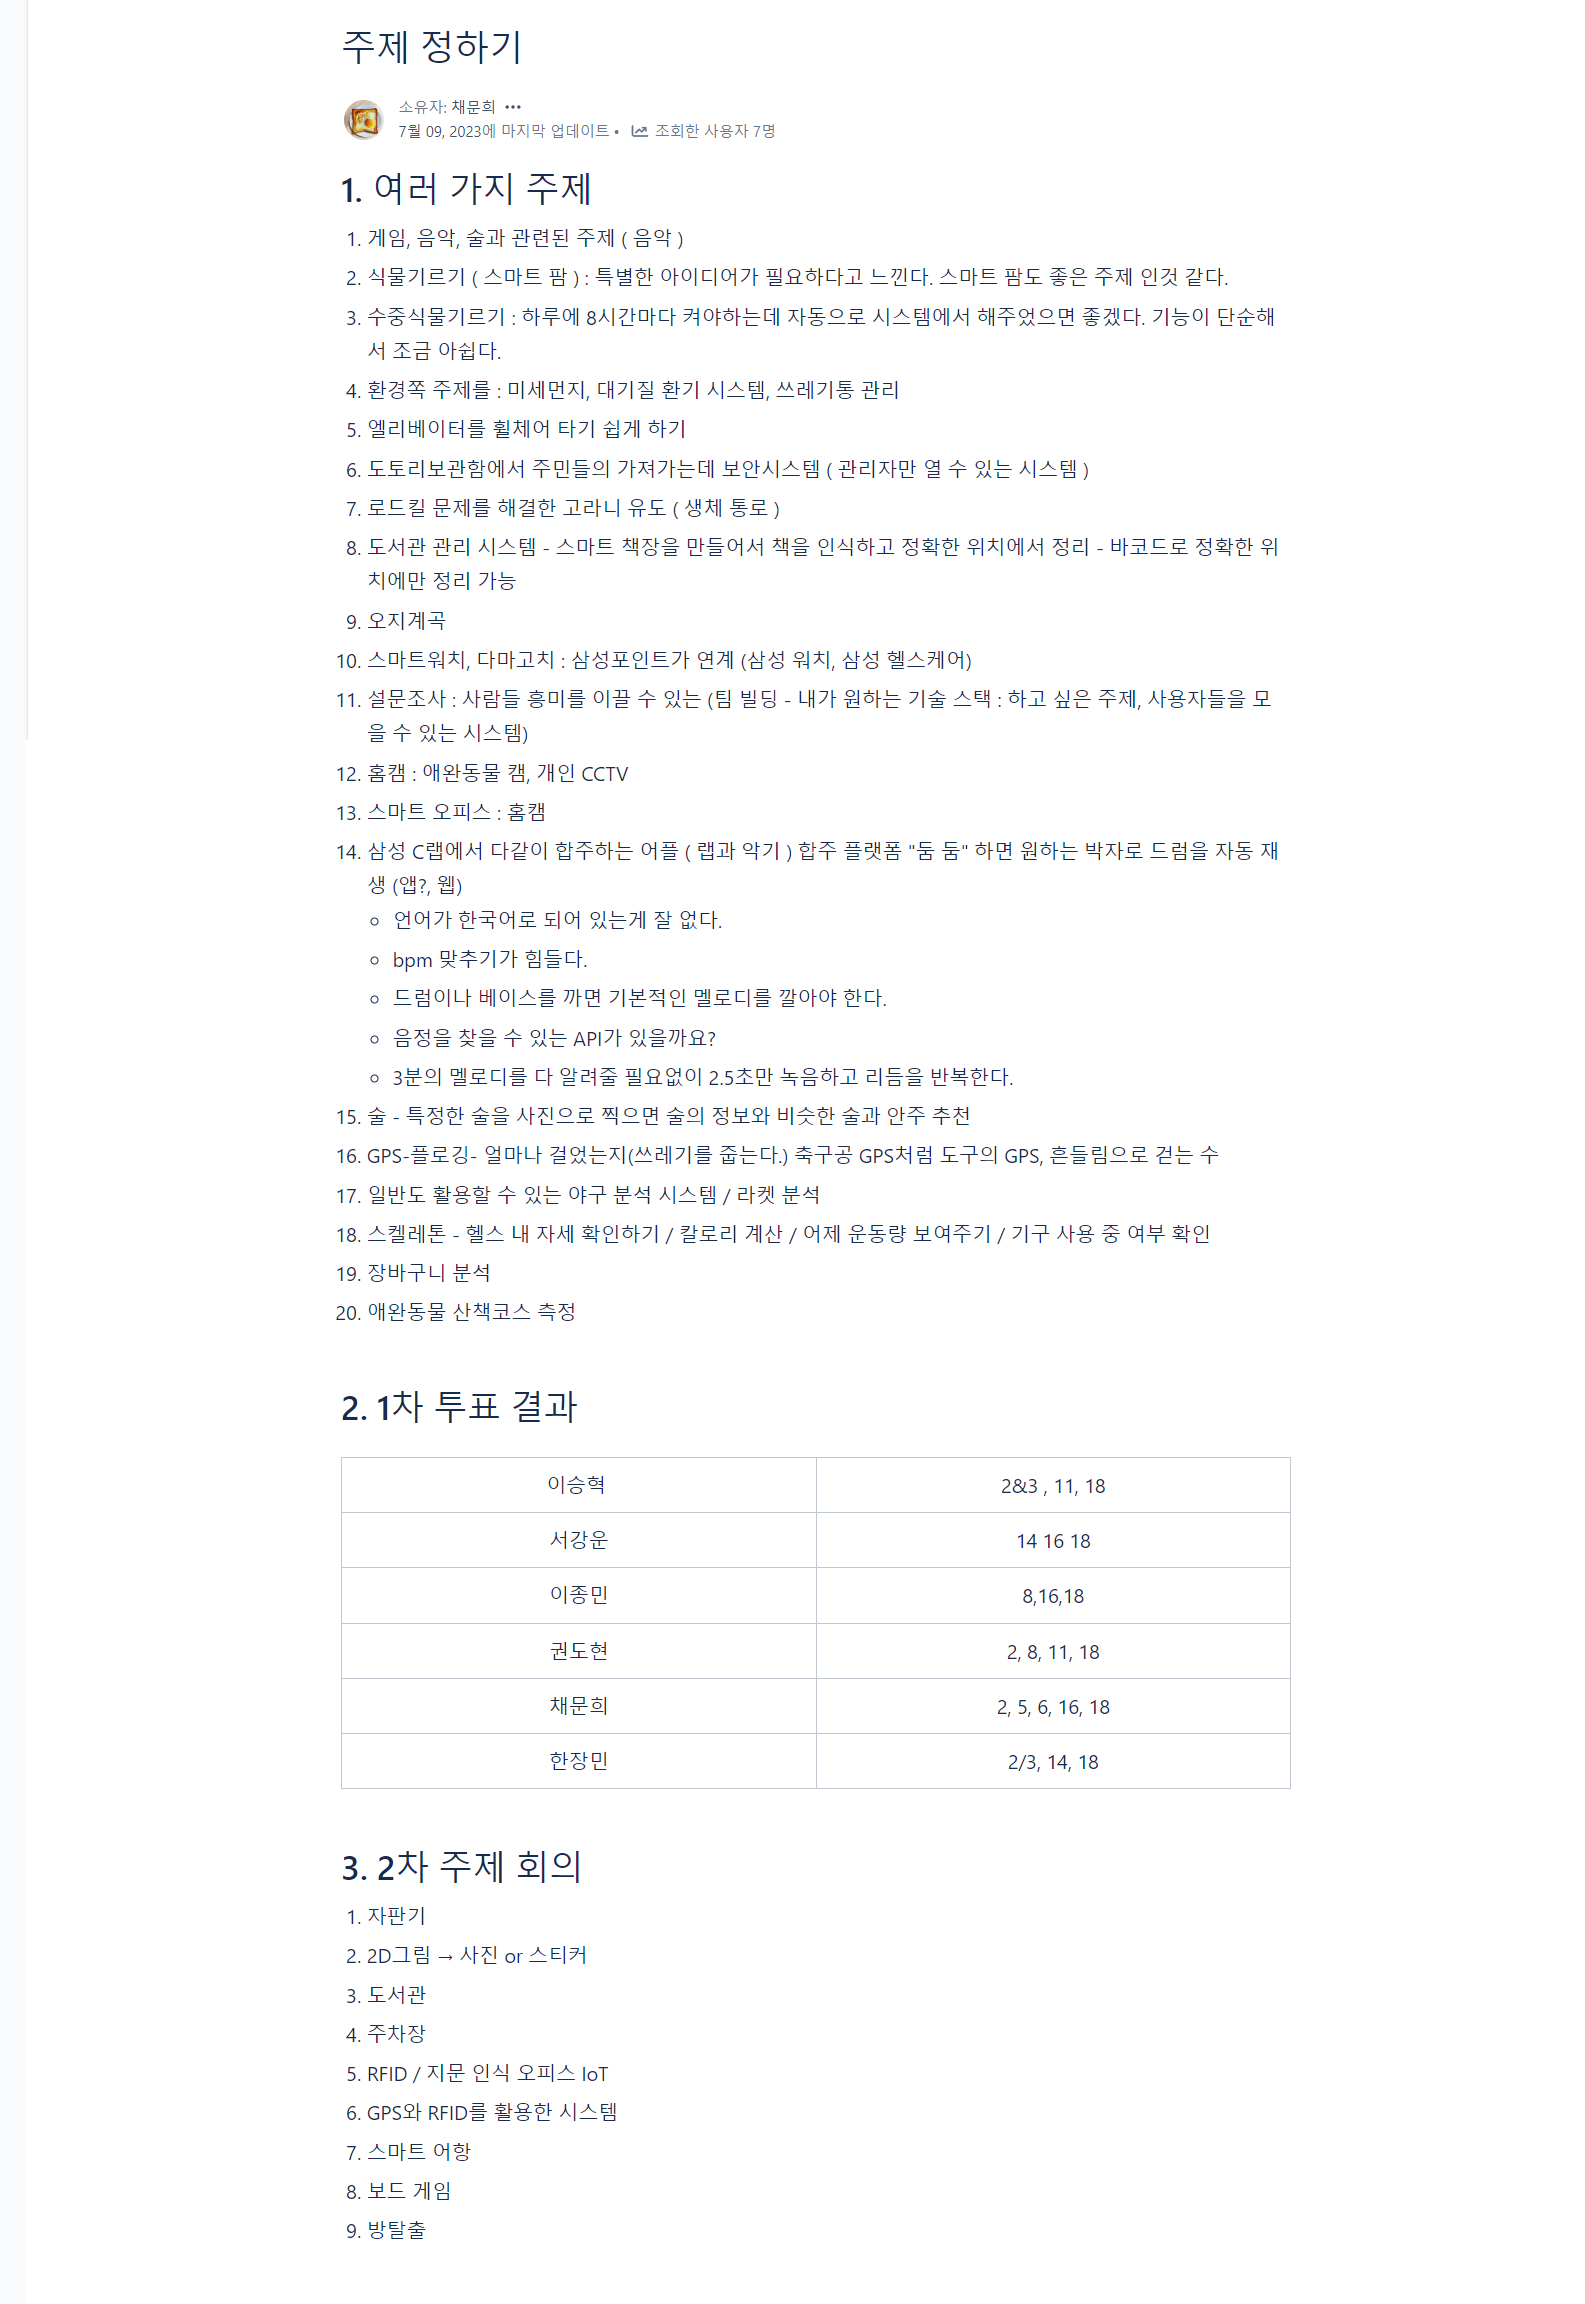 주제 정하기
소유자: 채문희 •••
7월 09, 2023에 마지막 업데이트 • 조회한 사용자 7명
1. 여러 가지 주제
1. 게임, 음악, 술과 관련된 주제 ( 음악 )
2. 식물기르기 ( 스마트 팜 ) : 특별한 아이디어가 필요하다고 느낀다. 스마트 팜도 좋은 주제 인것 같다.
3. 수중식물기르기 : 하루에 8시간마다 켜야하는데 자동으로 시스템에서 해주었으면 좋겠다. 기능이 단순해
서 조금 아쉽다.
4. 환경쪽 주제를 : 미세먼지, 대기질 환기 시스템, 쓰레기통 관리
5. 엘리베이터를 휠체어 타기 쉽게 하기
6. 도토리보관함에서 주민들의 가져가는데 보안시스템 ( 관리자만 열 수 있는 시스템 )
7. 로드킬 문제를 해결한 고라니 유도 ( 생체 통로 )
8. 도서관 관리 시스템 - 스마트 책장을 만들어서 책을 인식하고 정확한 위치에서 정리 - 바코드로 정확한 위
치에만 정리 가능
9. 오지계곡
10. 스마트워치, 다마고치 : 삼성포인트가 연계 (삼성 워치, 삼성 헬스케어)
11. 설문조사 : 사람들 흥미를 이끌 수 있는 (팀 빌딩 - 내가 원하는 기술 스택 : 하고 싶은 주제, 사용자들을 모
을 수 있는 시스템)
12. 홈캠 : 애완동물 캠, 개인 CCTV
13. 스마트 오피스 : 홈캠
14. 삼성 C랩에서 다같이 합주하는 어플 ( 랩과 악기 ) 합주 플랫폼 "둠 둠" 하면 원하는 박자로 드럼을 자동 재
생 (앱?, 웹)
◦ 언어가 한국어로 되어 있는게 잘 없다.
◦ bpm 맞추기가 힘들다.
◦ 드럼이나 베이스를 까면 기본적인 멜로디를 깔아야 한다.
◦ 음정을 찾을 수 있는 API가 있을까요?
◦ 3분의 멜로디를 다 알려줄 필요없이 2.5초만 녹음하고 리듬을 반복한다.
15. 술 - 특정한 술을 사진으로 찍으면 술의 정보와 비슷한 술과 안주 추천
16. GPS-플로깅- 얼마나 걸었는지(쓰레기를 줍는다.) 축구공 GPS처럼 도구의 GPS, 흔들림으로 걷는 수
17. 일반도 활용할 수 있는 야구 분석 시스템 / 라켓 분석
18. 스켈레톤 - 헬스 내 자세 확인하기 / 칼로리 계산 / 어제 운동량 보여주기 / 기구 사용 중 여부 확인
19. 장바구니 분석
20. 애완동물 산책코스 측정
2. 1차 투표 결과
이승혁 2&3 , 11, 18
서강운 14 16 18
이종민 8,16,18
권도현 2, 8, 11, 18
채문희 2, 5, 6, 16, 18
한장민 2/3, 14, 18
3. 2차 주제 회의
1. 자판기
2. 2D그림 → 사진 or 스티커
3. 도서관
4. 주차장
5. RFID / 지문 인식 오피스 IoT
6. GPS와 RFID를 활용한 시스템
7. 스마트 어항
8. 보드 게임
9. 방탈출